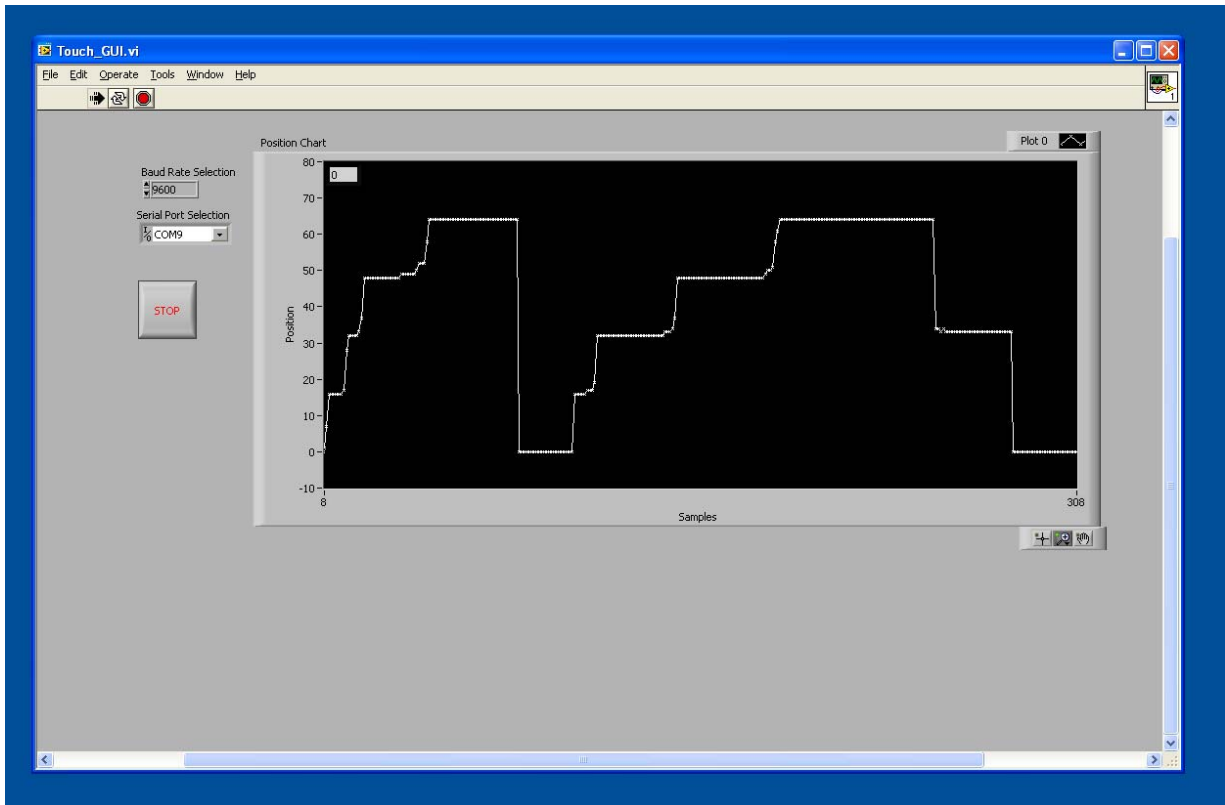 Touch_GUI.vi
File Edit Operate Tools Window Help
1
Position Chart
Plot 0
Baud Rate Selection
9600
Serial Port Selection
COM9
STOP
0
80
70
60
50
40
30
20
10
0
-10
Position
8
308
Samples